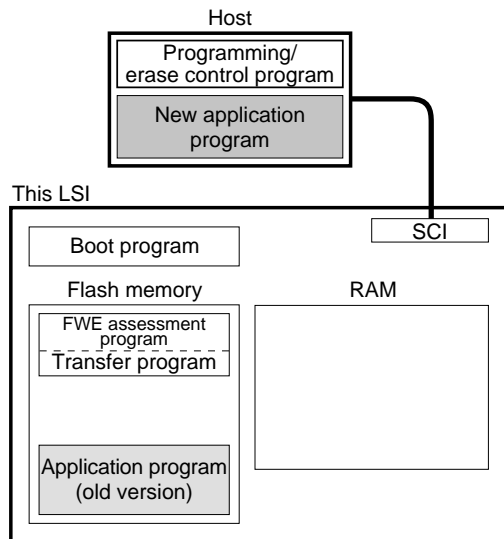 Host
Programming/
erase control program
New application
program
This LSI
SCI
Boot program
Flash memory
RAM
FWE assessment
program
Transfer program
Application program
(old version)